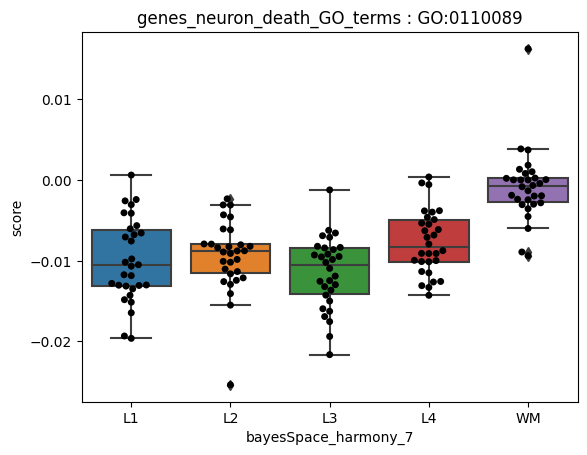 genes_neuron_death_GO_terms : GO:0110089
0.01
0.00
−0.01
−0.02
score
L1 L2 L3 L4 WM
bayesSpace_harmony_7